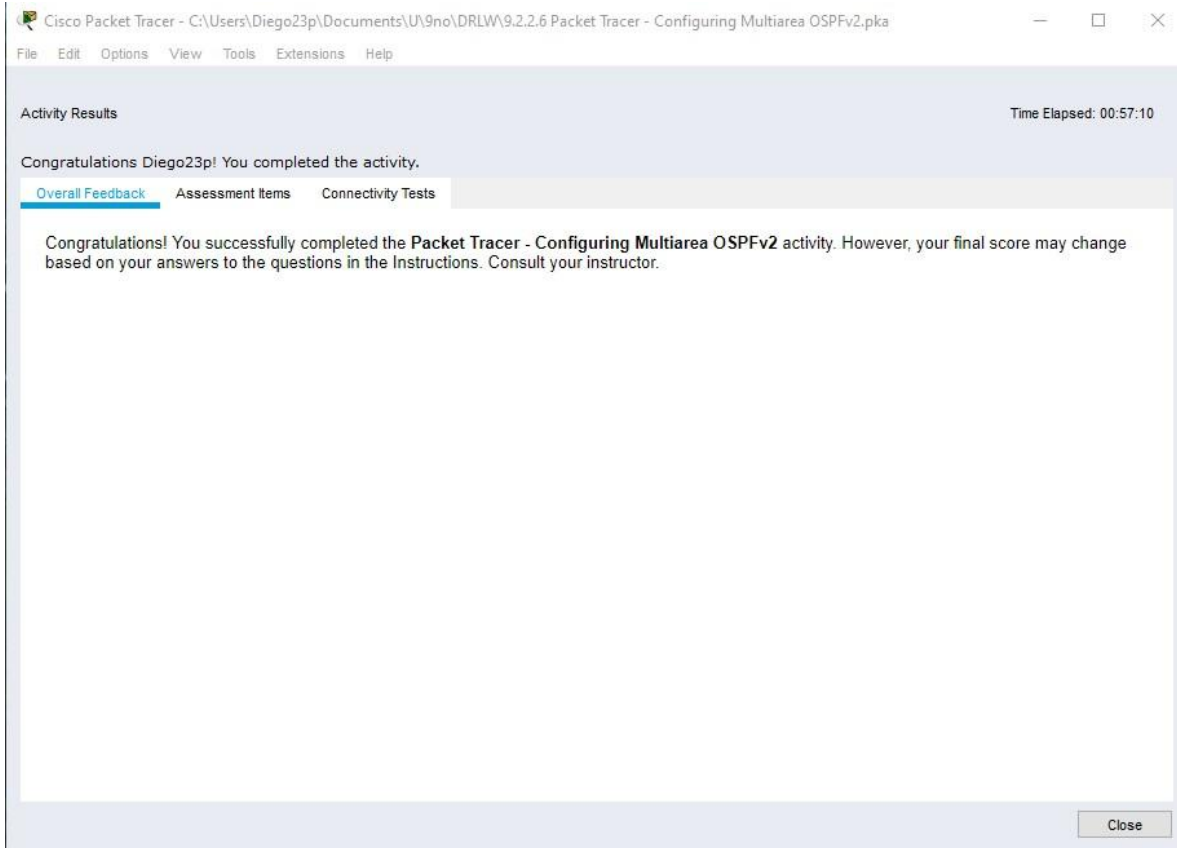 Cisco Packet Tracer - C:\Users\Diego23p\Documents\U\9no\DRLW\9.2.2.6 Packet Tracer - Configuring Multiarea OSPFv2.pka
File Edit Options View Tools Extensions Help
Activity Results
Time Elapsed: 00:57:10
Congratulations Diego23p! You completed the activity.
Overall Feedback Assessment Items Connectivity Tests
Congratulations! You successfully completed the Packet Tracer - Configuring Multiarea OSPFv2 activity. However, your final score may change
based on your answers to the questions in the Instructions. Consult your instructor.
Close